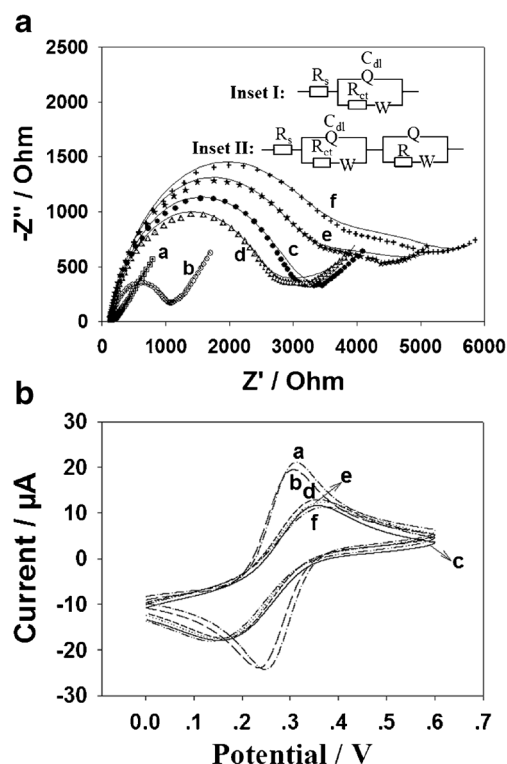 a
2500
2000
1500
1000
500
0
-Z'' / Ohm
Inset I:
Rs
Cdl
Q
Rct
W
Inset II:
Rs
Cdl
Q
Rct
W
Q
R
W
a
b
d
c
e
f
0 1000 2000 3000 4000 5000 6000
Z' / Ohm
b
30
20
10
0
-10
-20
-30
Current / µA
a
b
d
e
f
c
0.0 .1 .2 .3 .4 .5 .6 .7
Potential / V